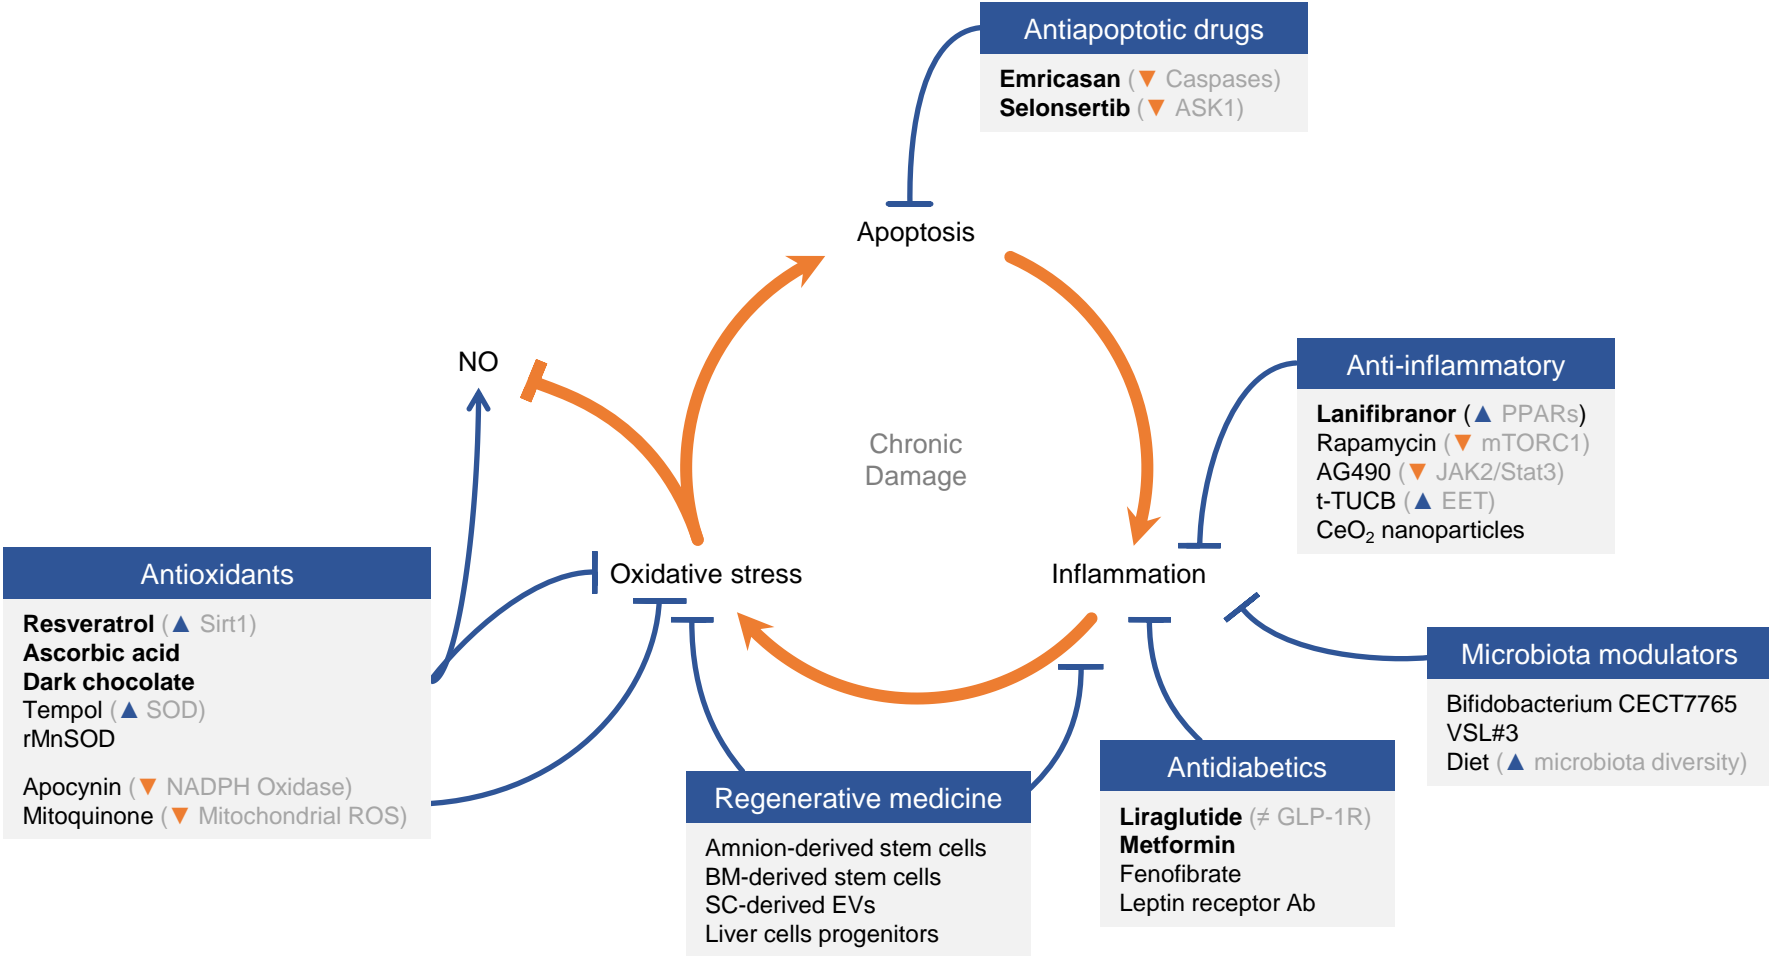 Antiapoptotic drugs
Emricasan (▼ Caspases)
Selonsertib (▼ ASK1)
Apoptosis
NO
Chronic
Damage
Anti-inflammatory
Lanifibranor (▲ PPARs)
Rapamycin (▼ mTORC1)
AG490 (▼ JAK2/Stat3)
t-TUCB (▲ EET)
CeO₂ nanoparticles
Oxidative stress
Inflammation
Antioxidants
Resveratrol (▲ Sirt1)
Ascorbic acid
Dark chocolate
Tempol (▲ SOD)
rMnSOD
Apocynin (▼ NADPH Oxidase)
Mitoquinone (▼ Mitochondrial ROS)
Regenerative medicine
Amnion-derived stem cells
BM-derived stem cells
SC-derived EVs
Liver cells progenitors
Antidiabetics
Liraglutide (≠ GLP-1R)
Metformin
Fenofibrate
Leptin receptor Ab
Microbiota modulators
Bifidobacterium CECT7765
VSL#3
Diet (▲ microbiota diversity)